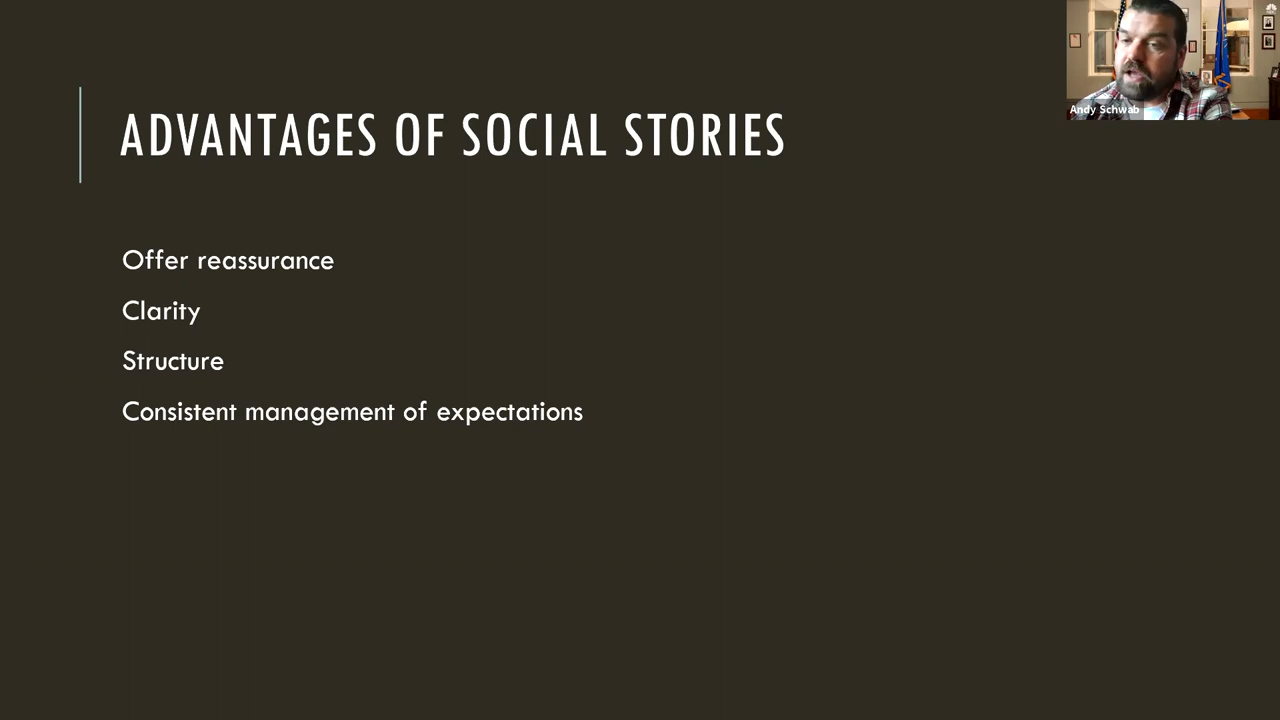 ADVANTAGES OF SOCIAL STORIES
Offer reassurance
Clarity
Structure
Consistent management of expectations
Andy Schwab